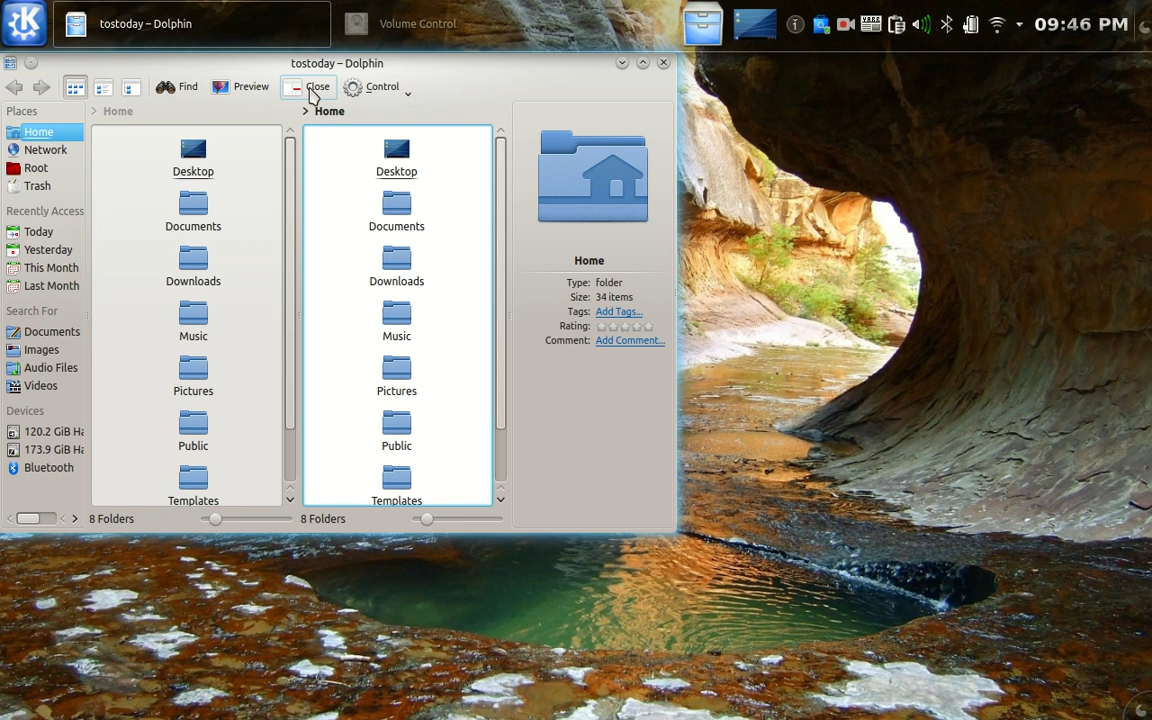 tostoday – Dolphin
Volume Control
09:46 PM
tostoday – Dolphin
Find
Preview
Close
Control
Places
Home
Network
Root
Trash
Recently Access
Today
Yesterday
This Month
Last Month
Search For
Documents
Images
Audio Files
Videos
Devices
120.2 GiB Ha
173.9 GiB Ha
Bluetooth
> Home
Desktop
Documents
Downloads
Music
Pictures
Public
Templates
8 Folders
> Home
Desktop
Documents
Downloads
Music
Pictures
Public
Templates
8 Folders
Home
Type: folder
Size: 34 items
Tags: Add Tags...
Rating:
Comment: Add Comment...